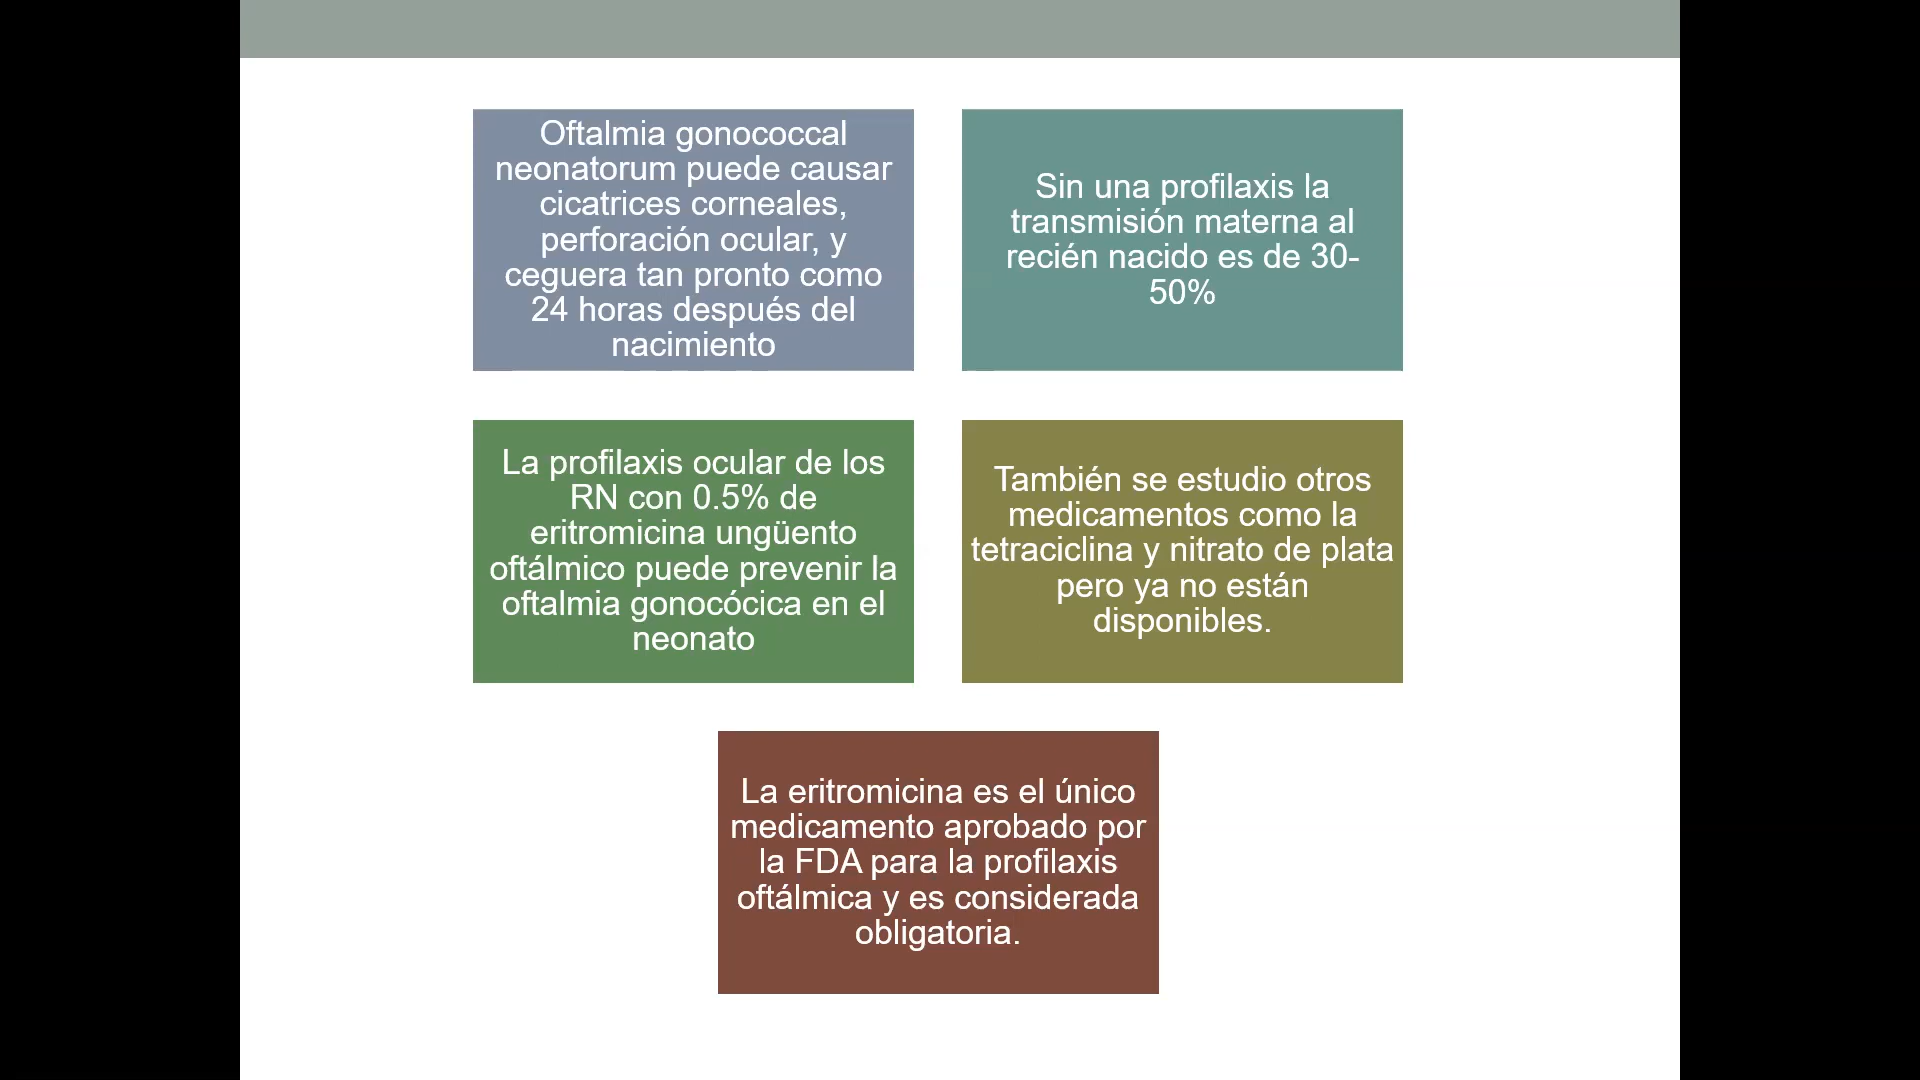 Oftalmia gonococcal
neonatorum puede causar
cicatrices corneales,
perforación ocular, y
ceguera tan pronto como
24 horas después del
nacimiento
Sin una profilaxis la
transmisión materna al
recién nacido es de 30-
50%
La profilaxis ocular de los
RN con 0.5% de
eritromicina ungüento
oftálmico puede prevenir la
oftalmia gonocócica en el
neonato
También se estudio otros
medicamentos como la
tetraciclina y nitrato de plata
pero ya no están
disponibles.
La eritromicina es el único
medicamento aprobado por
la FDA para la profilaxis
oftálmica y es considerada
obligatoria.